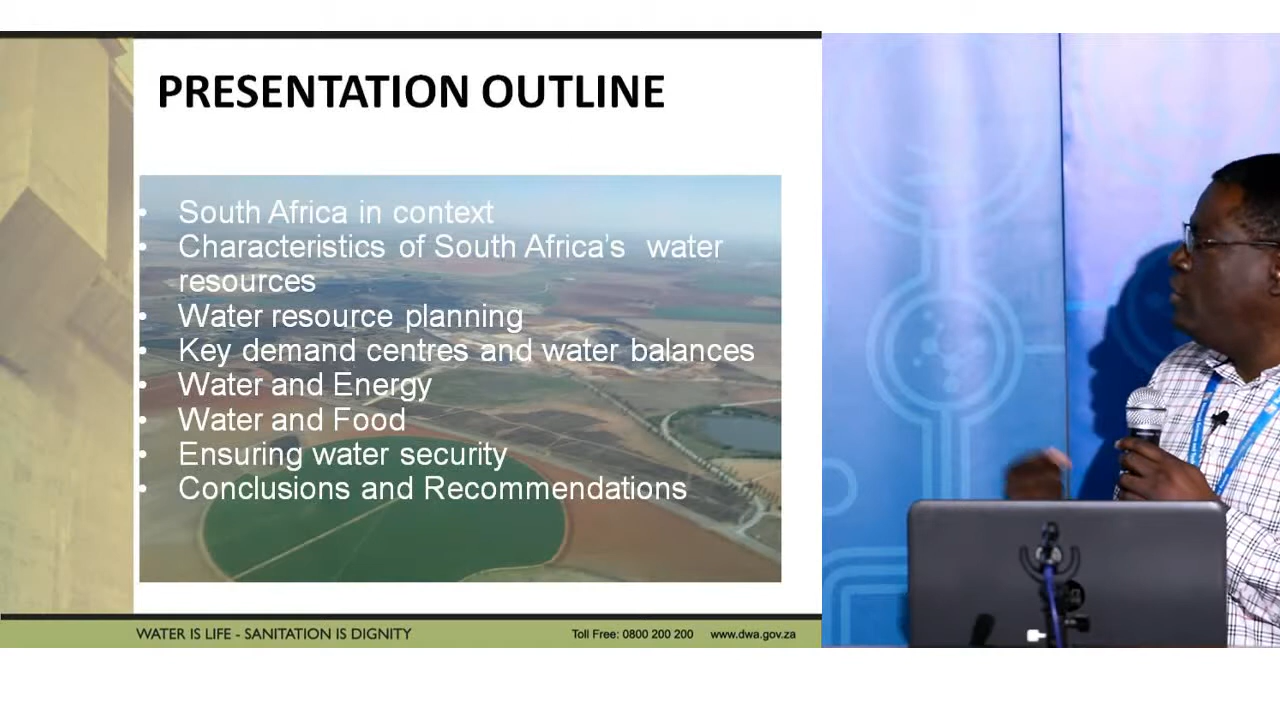 PRESENTATION OUTLINE
• South Africa in context
• Characteristics of South Africa's water
resources
• Water resource planning
• Key demand centres and water balances
• Water and Energy
• Water and Food
• Ensuring water security
• Conclusions and Recommendations
WATER IS LIFE - SANITATION IS DIGNITY
Toll Free: 0800 200 200 www.dwa.gov.za